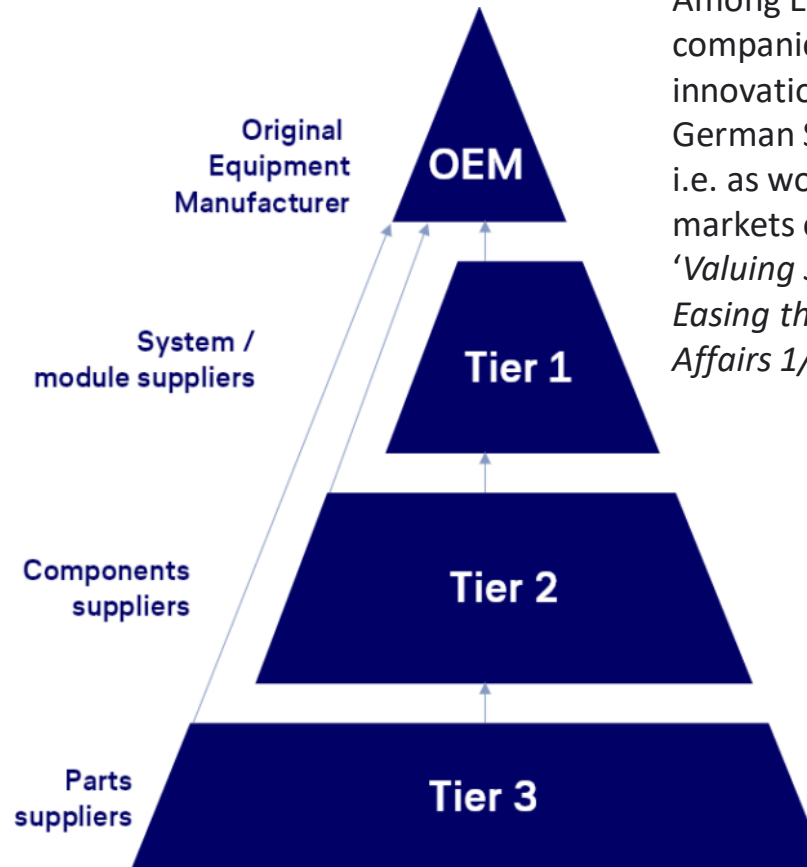 Original
Equipment
Manufacturer
OEM
System /
module suppliers
Tier 1
Components
suppliers
Tier 2
Parts
suppliers
Tier 3
Among
companie
innovatio
German
i.e. as wo
markets
‘Valuing
Easing th
Affairs 1/